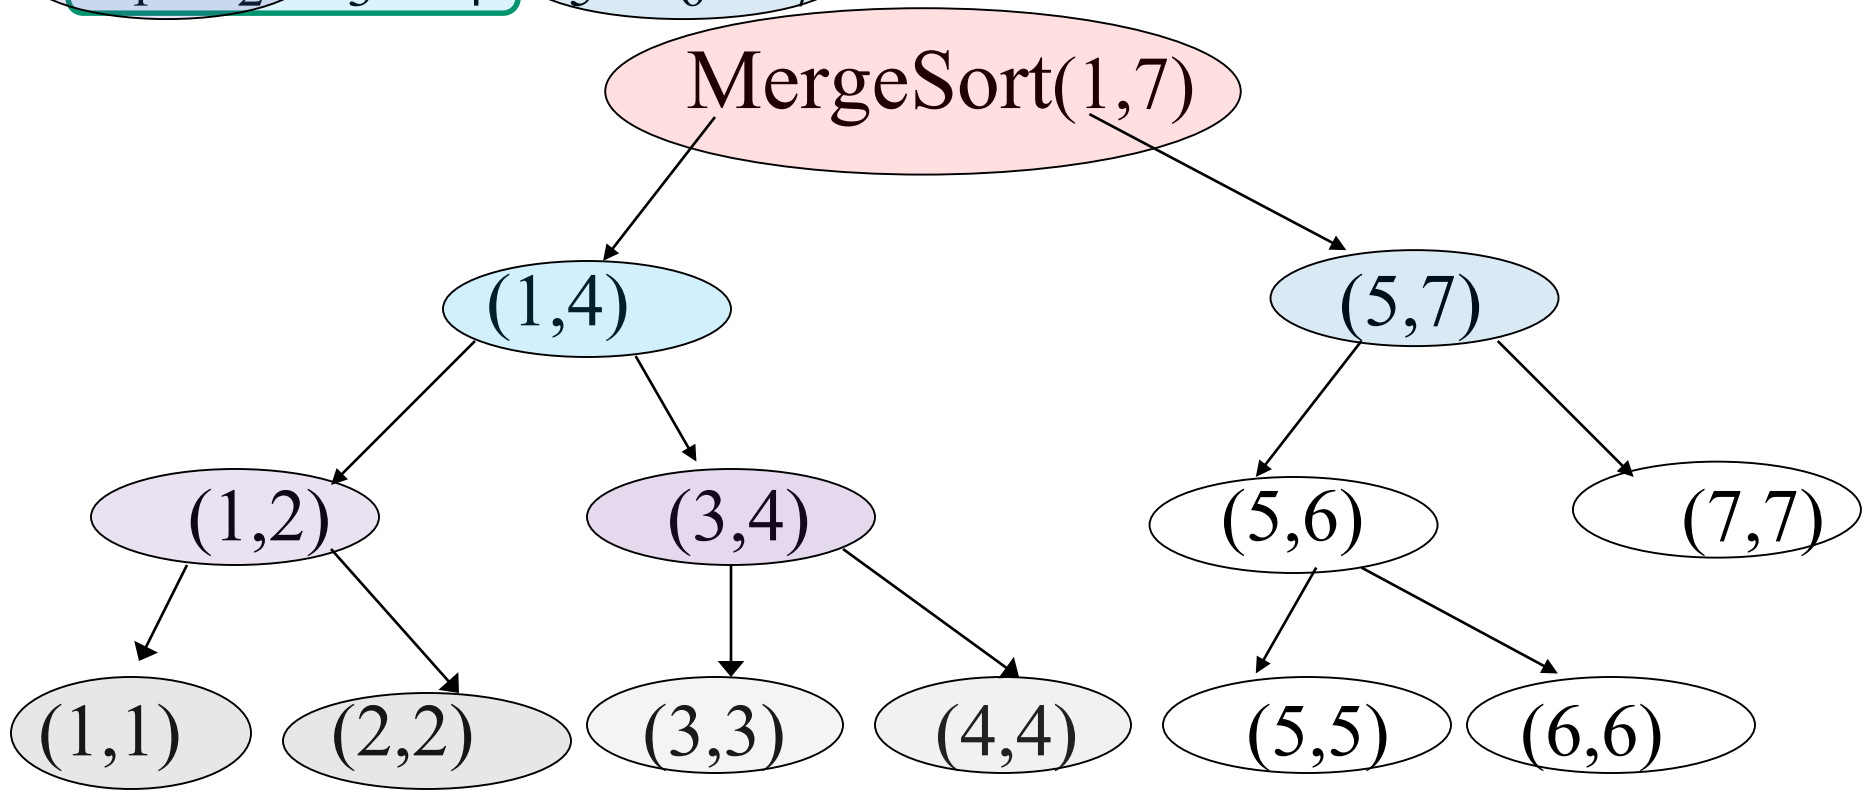 MergeSort(1,7)
(1,4) (5,7)
(1,2) (3,4) (5,6) (7,7)
(1,1) (2,2) (3,3) (4,4) (5,5) (6,6)